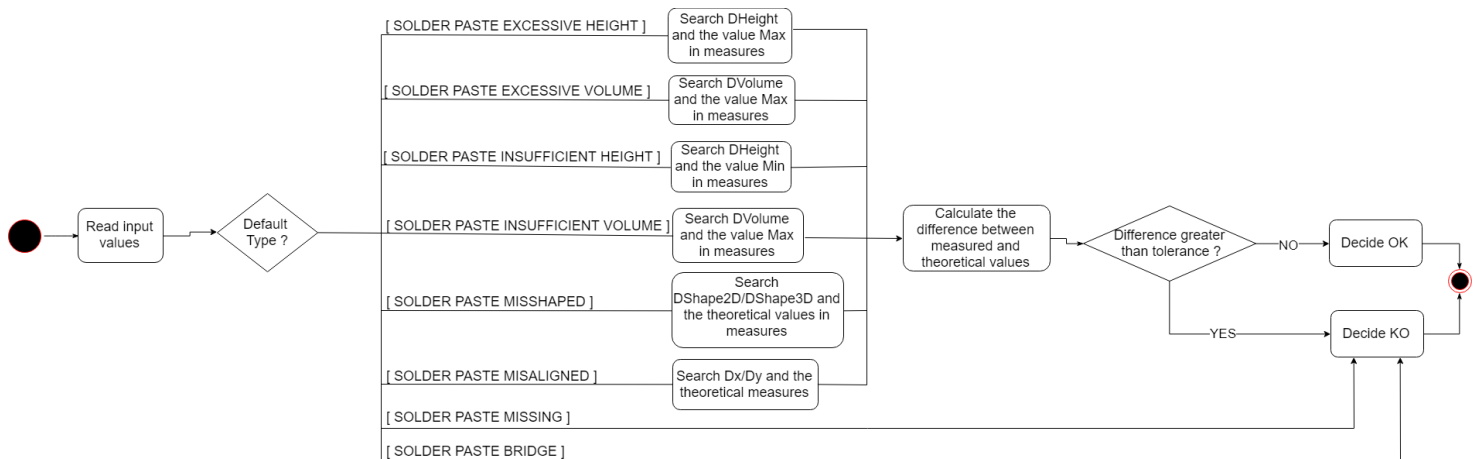 [ SOLDER PASTE EXCESSIVE HEIGHT ]
Search DHeight
and the value Max
in measures
[ SOLDER PASTE EXCESSIVE VOLUME ]
Search DVolume
and the value Max
in measures
[ SOLDER PASTE INSUFFICIENT HEIGHT ]
Search DHeight
and the value Min
in measures
Read input
values
Default
Type ?
[ SOLDER PASTE INSUFFICIENT VOLUME ]
Search DVolume
and the value Max
in measures
Calculate the
difference between
measured and
theoretical values
Difference greater
than tolerance ?
NO
Decide OK
[ SOLDER PASTE MISSHAPED ]
Search
DShape2D/DShape3D and
the theoretical values in
measures
YES
Decide KO
[ SOLDER PASTE MISALIGNED ]
Search Dx/Dy and the
theoretical measures
[ SOLDER PASTE MISSING ]
[ SOLDER PASTE BRIDGE ]